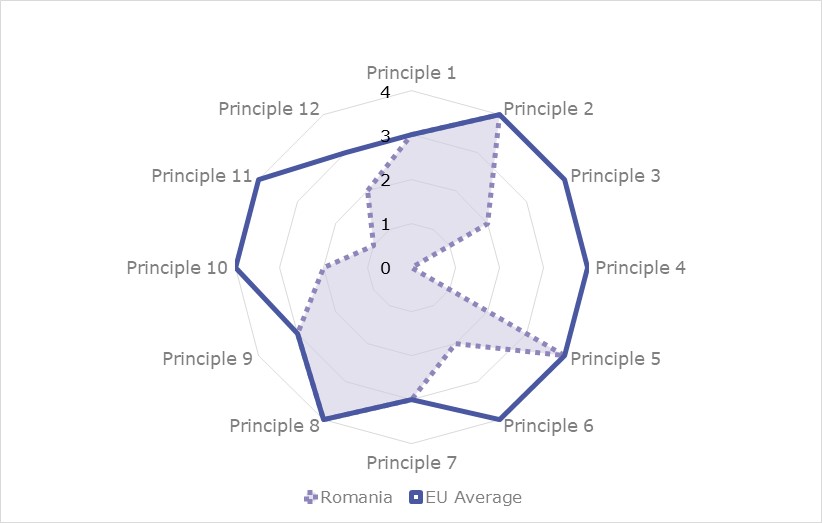 Principle 1
Principle 2
Principle 3
Principle 4
Principle 5
Principle 6
Principle 7
Principle 8
Principle 9
Principle 10
Principle 11
Principle 12
4
3
2
1
0
Romania
EU Average